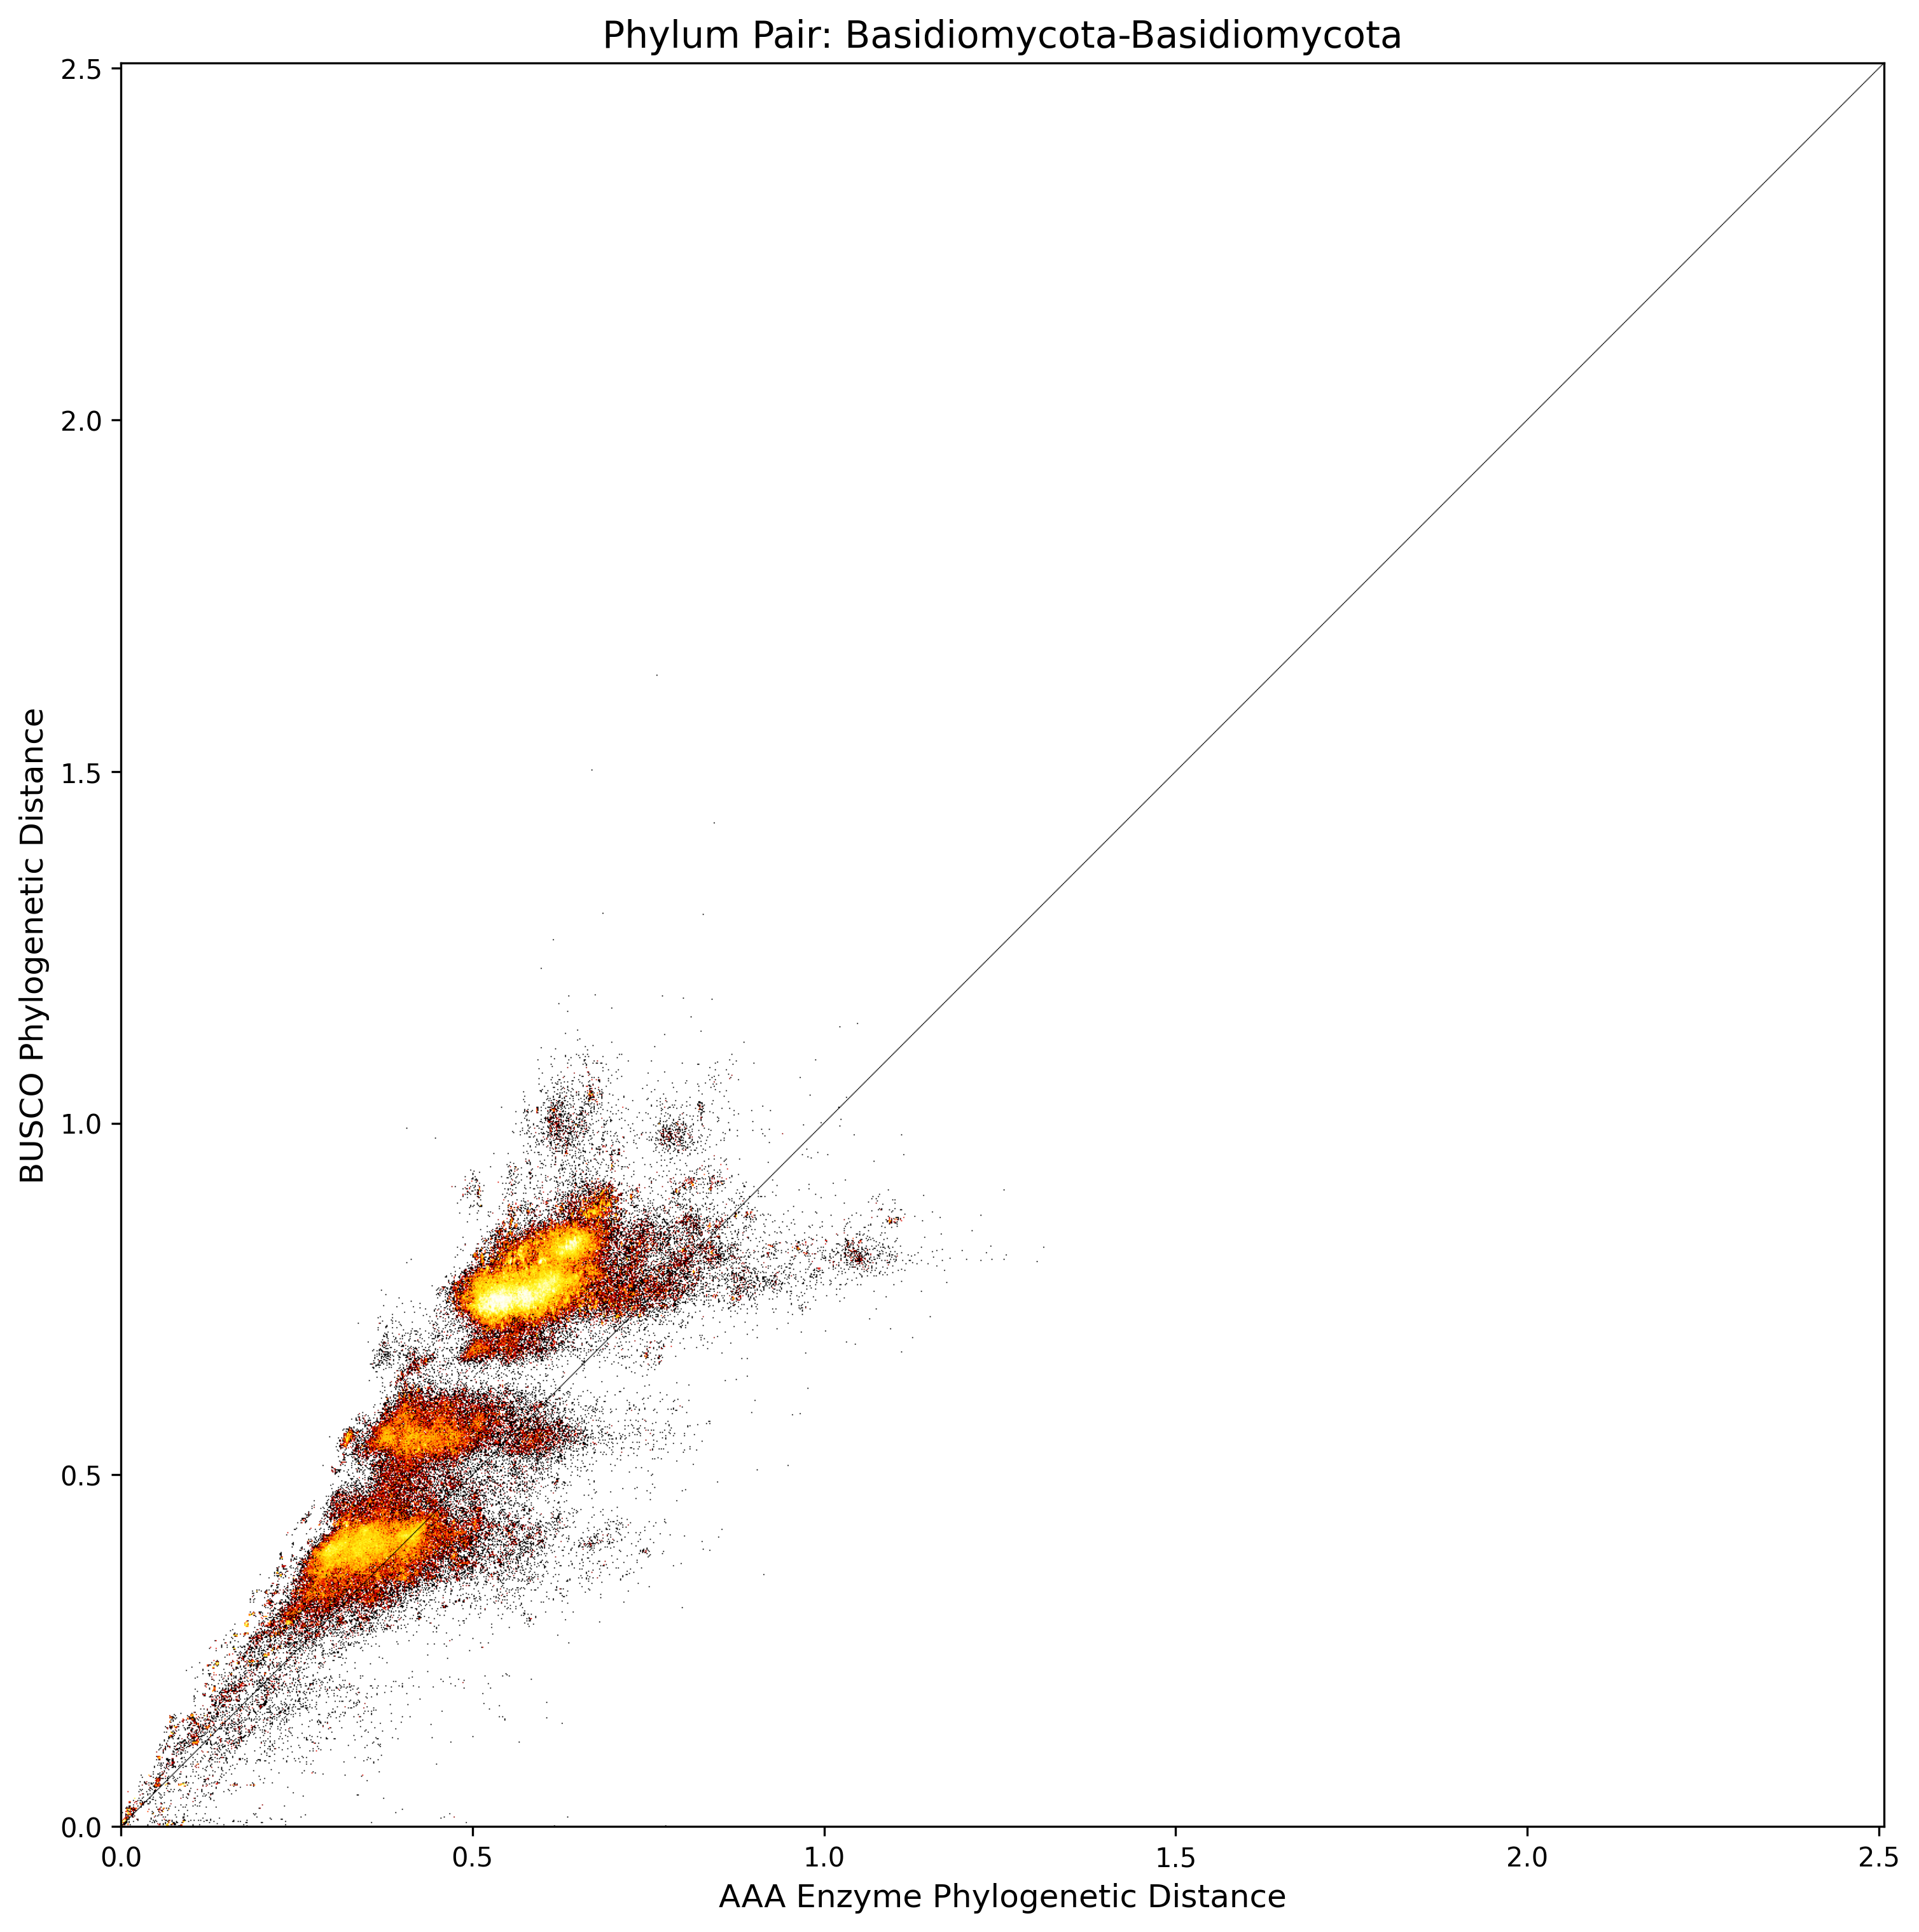 Phylum Pair: Basidiomycota-Basidiomycota
BUSCO Phylogenetic Distance
2.5
2.0
1.5
1.0
0.5
0.0
0.0 0.5 1.0 1.5 2.0 2.5
AAA Enzyme Phylogenetic Distance